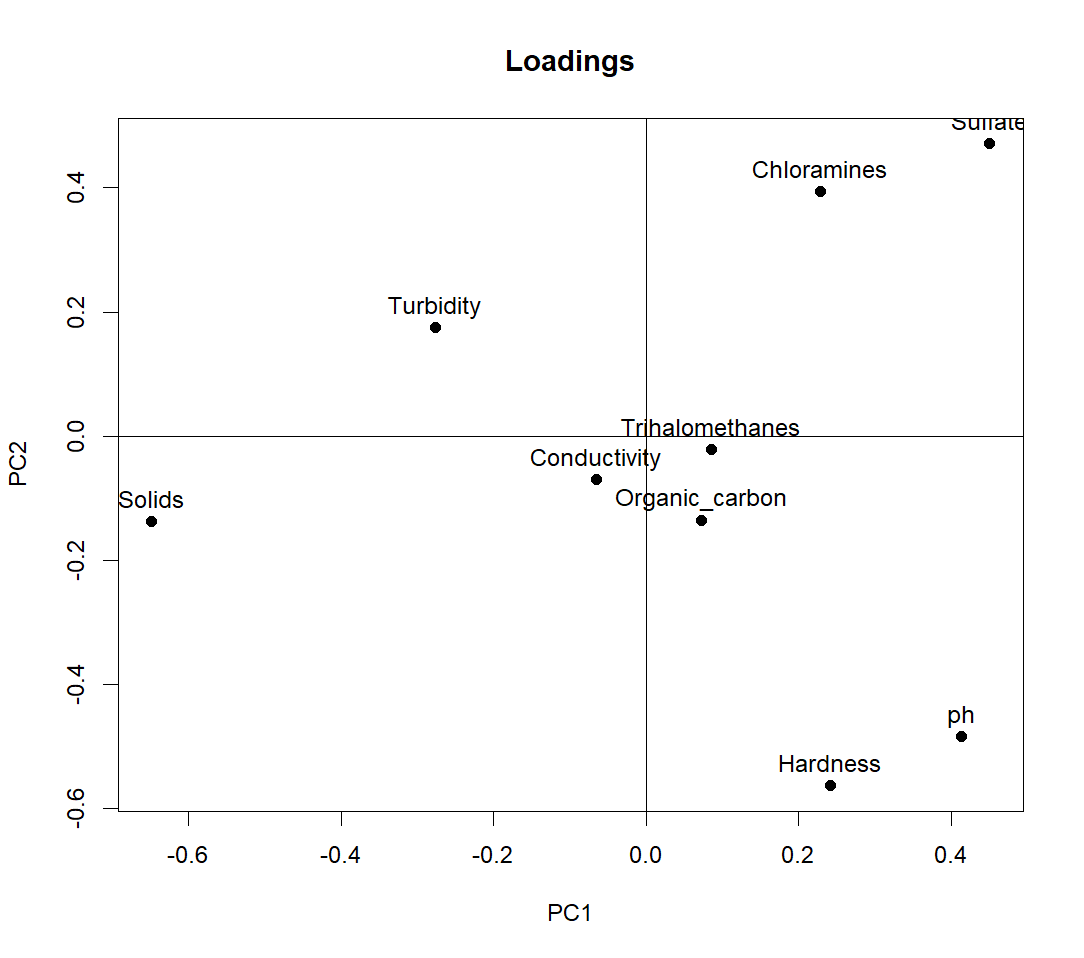 Loadings
Sulfate
Chloramines
Turbidity
Trihalomethanes
Conductivity
Organic_carbon
Solids
ph
Hardness
PC2
0.4
0.2
0.0
-0.2
-0.4
-0.6
-0.6 -0.4 -0.2 0.0 0.2 0.4
PC1